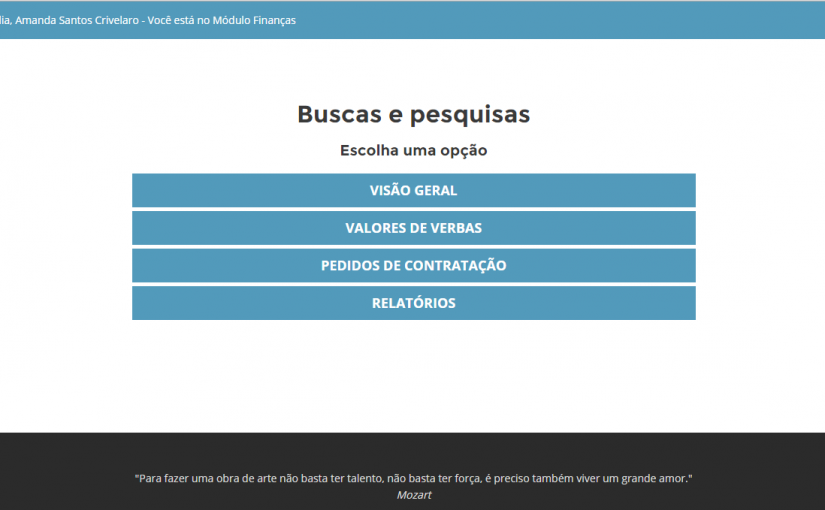 dia, Amanda Santos Crivelaro - Você está no Módulo Finanças
Buscas e pesquisas
Escolha uma opção
VISÃO GERAL
VALORES DE VERBAS
PEDIDOS DE CONTRATAÇÃO
RELATÓRIOS
"Para fazer uma obra de arte não basta ter talento, não basta ter força, é preciso também viver um grande amor."
Mozart